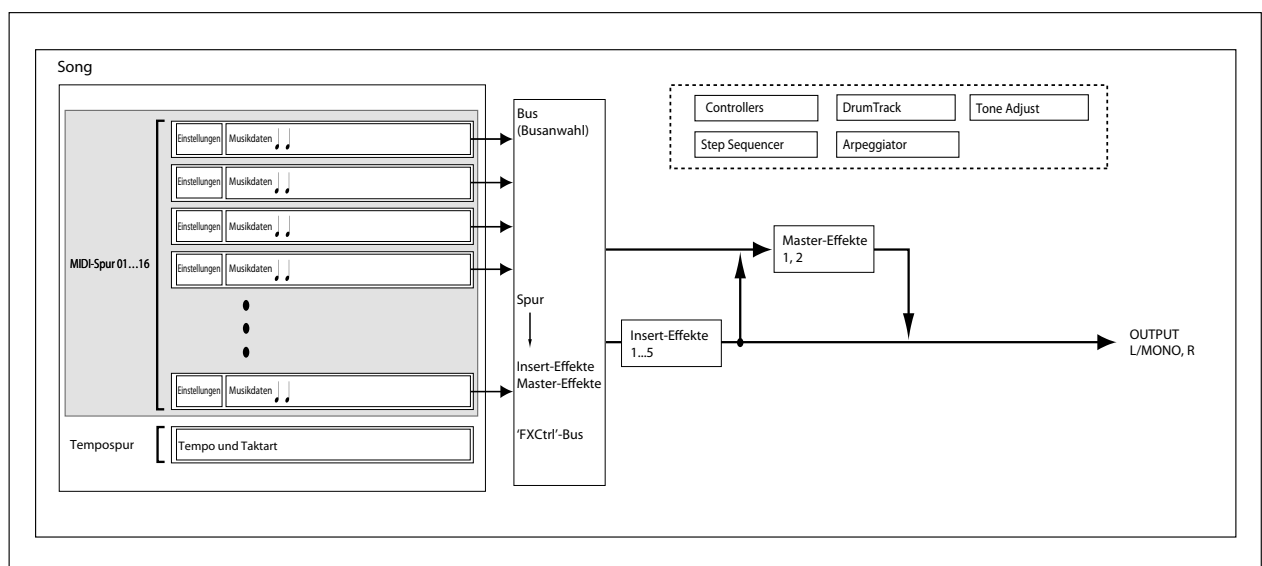 Song
MIDI-Spur 01...16
Einstellungen Musikdaten
Einstellungen Musikdaten
Einstellungen Musikdaten
Einstellungen Musikdaten
Einstellungen Musikdaten
Tempospur
Tempo und Taktart
Bus
(Busanwahl)
Spur
Insert-Effekte
Master-Effekte
'FXCtrl'-Bus
Controllers
DrumTrack
Tone Adjust
Step Sequencer
Arpeggiator
Master-Effekte
1, 2
Insert-Effekte
1...5
OUTPUT
L/MONO, R